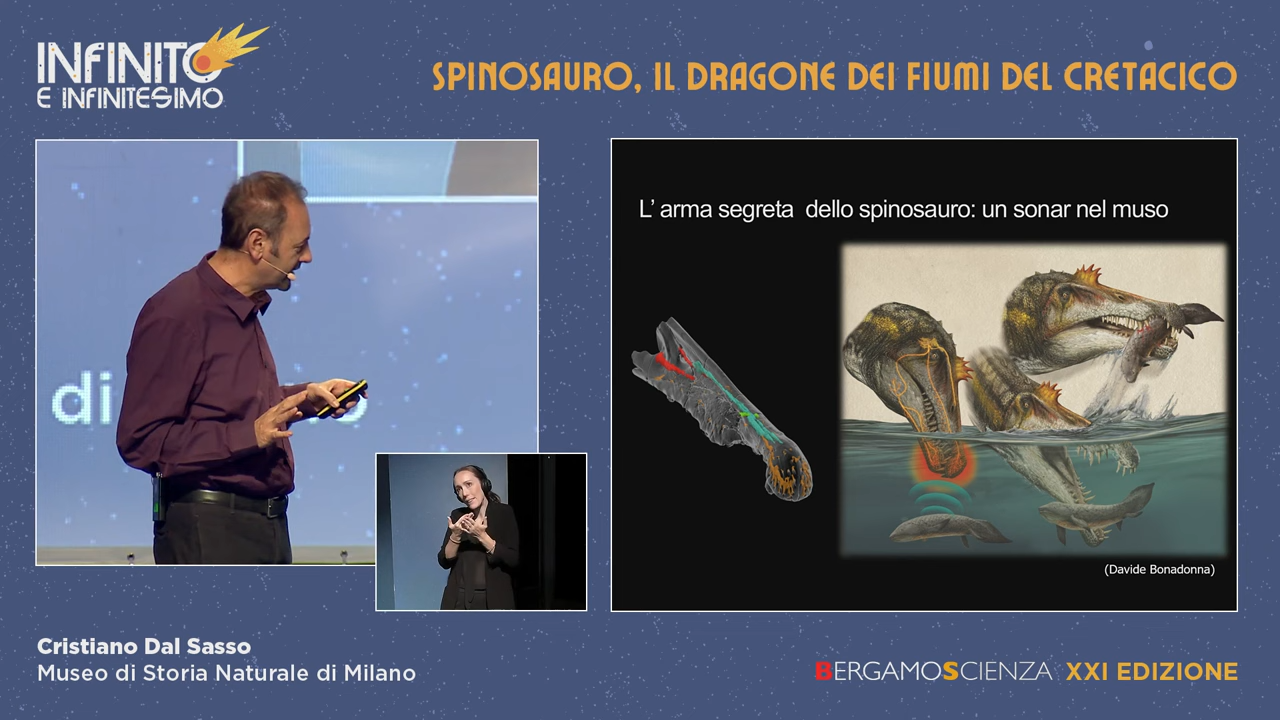 INFINITO
E INFINITESIMO
SPINOSAURO, IL DRAGONE DEI FIUMI DEL CRETACICO
di
L' arma segreta dello spinosauro: un sonar nel muso
(Davide Bonadonna)
Cristiano Dal Sasso
Museo di Storia Naturale di Milano
BERGAMOSCIENZA XXI EDIZIONE